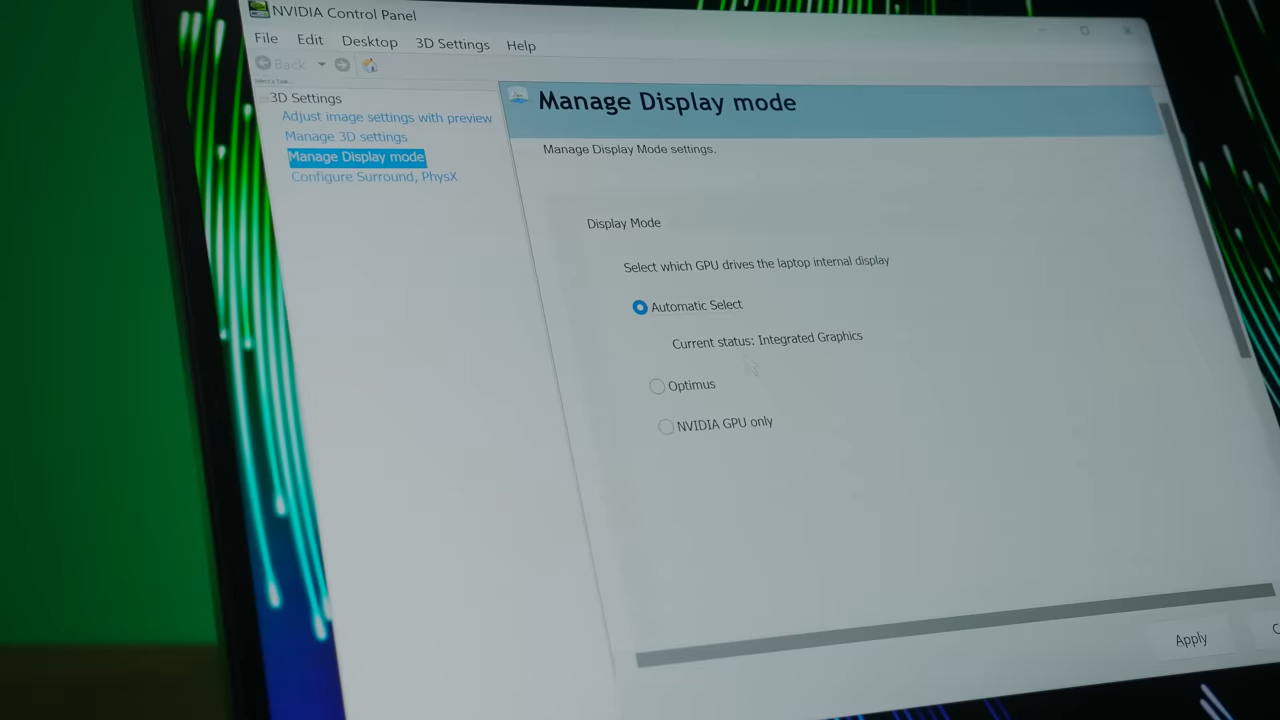 NVIDIA Control Panel
File Edit Desktop 3D Settings Help
Back
Select a Task...
3D Settings
Adjust image settings with preview
Manage 3D settings
Manage Display mode
Configure Surround, PhysX
Manage Display mode
Manage Display Mode settings.
Display Mode
Select which GPU drives the laptop internal display
Automatic Select
Current status: Integrated Graphics
Optimus
NVIDIA GPU only
Apply